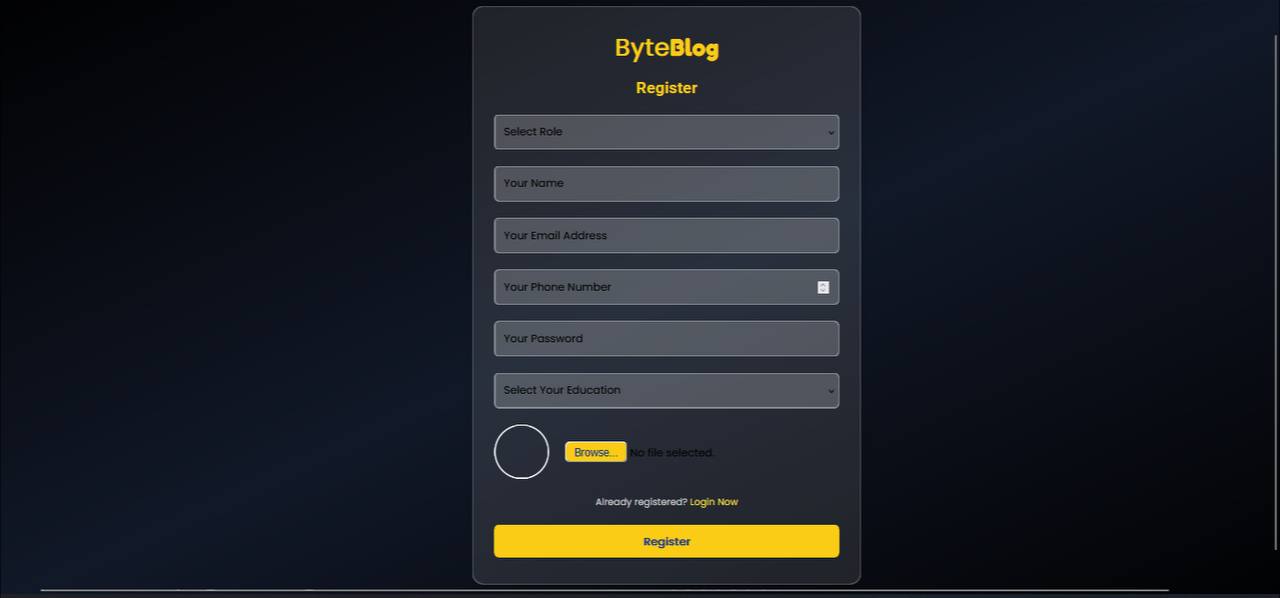 ByteBlog
Register
Select Role
Your Name
Your Email Address
Your Phone Number
Your Password
Select Your Education
Browse... No file selected.
Already registered? Login Now
Register